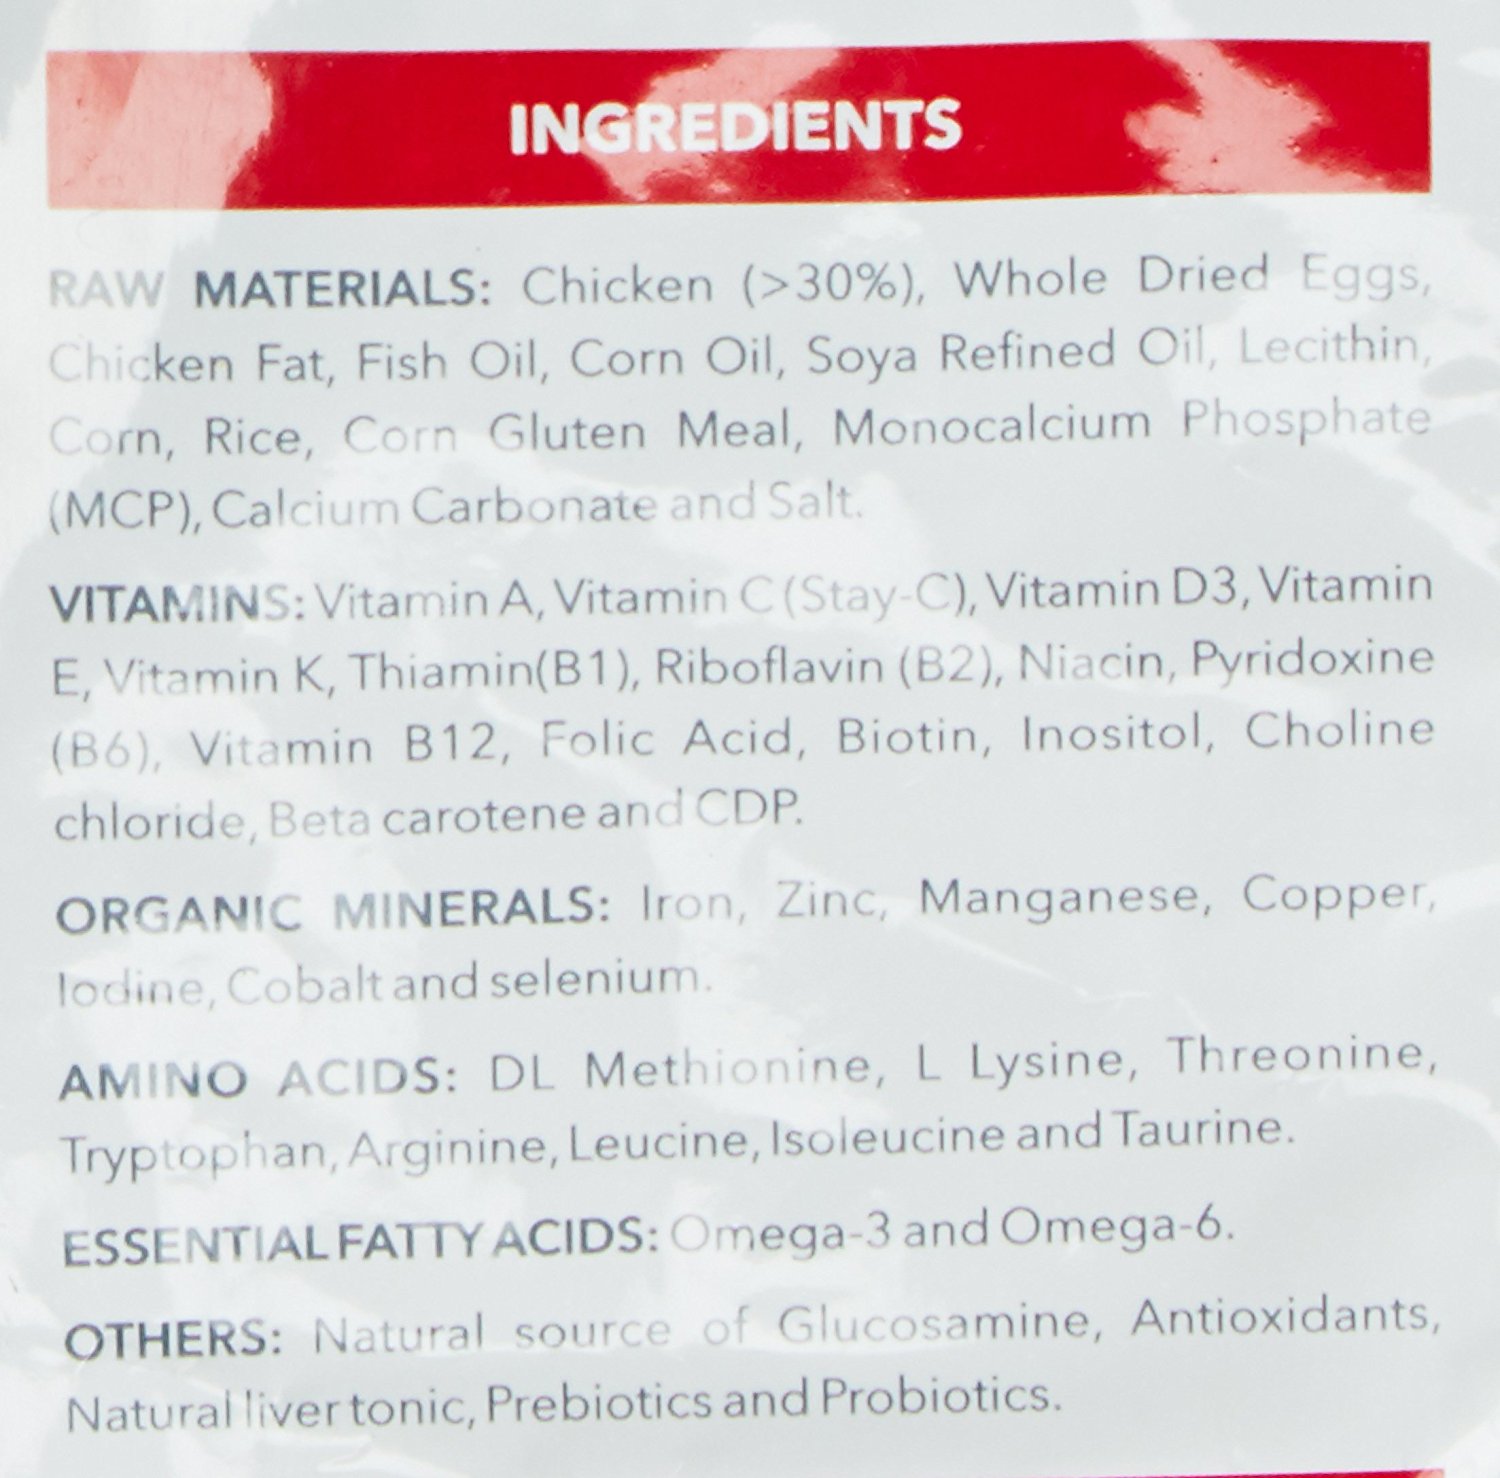 INGREDIENTS
RAW MATERIALS: Chicken (>30%), Whole Dried Eggs,
Chicken Fat, Fish Oil, Corn Oil, Soya Refined Oil, Lecithin,
Corn, Rice, Corn Gluten Meal, Monocalcium Phosphate
(MCP), Calcium Carbonate and Salt.
VITAMINS: Vitamin A, Vitamin C (Stay-C), Vitamin D3, Vitamin
E, Vitamin K, Thiamin(B1), Riboflavin (B2), Niacin, Pyridoxine
(B6), Vitamin B12, Folic Acid, Biotin, Inositol, Choline
chloride, Beta carotene and CDP.
ORGANIC MINERALS: Iron, Zinc, Manganese, Copper,
Iodine, Cobalt and selenium.
AMINO ACIDS: DL Methionine, L Lysine, Threonine,
Tryptophan, Arginine, Leucine, Isoleucine and Taurine.
ESSENTIAL FATTY ACIDS: Omega-3 and Omega-6.
OTHERS: Natural source of Glucosamine, Antioxidants,
Natural liver tonic, Prebiotics and Probiotics.